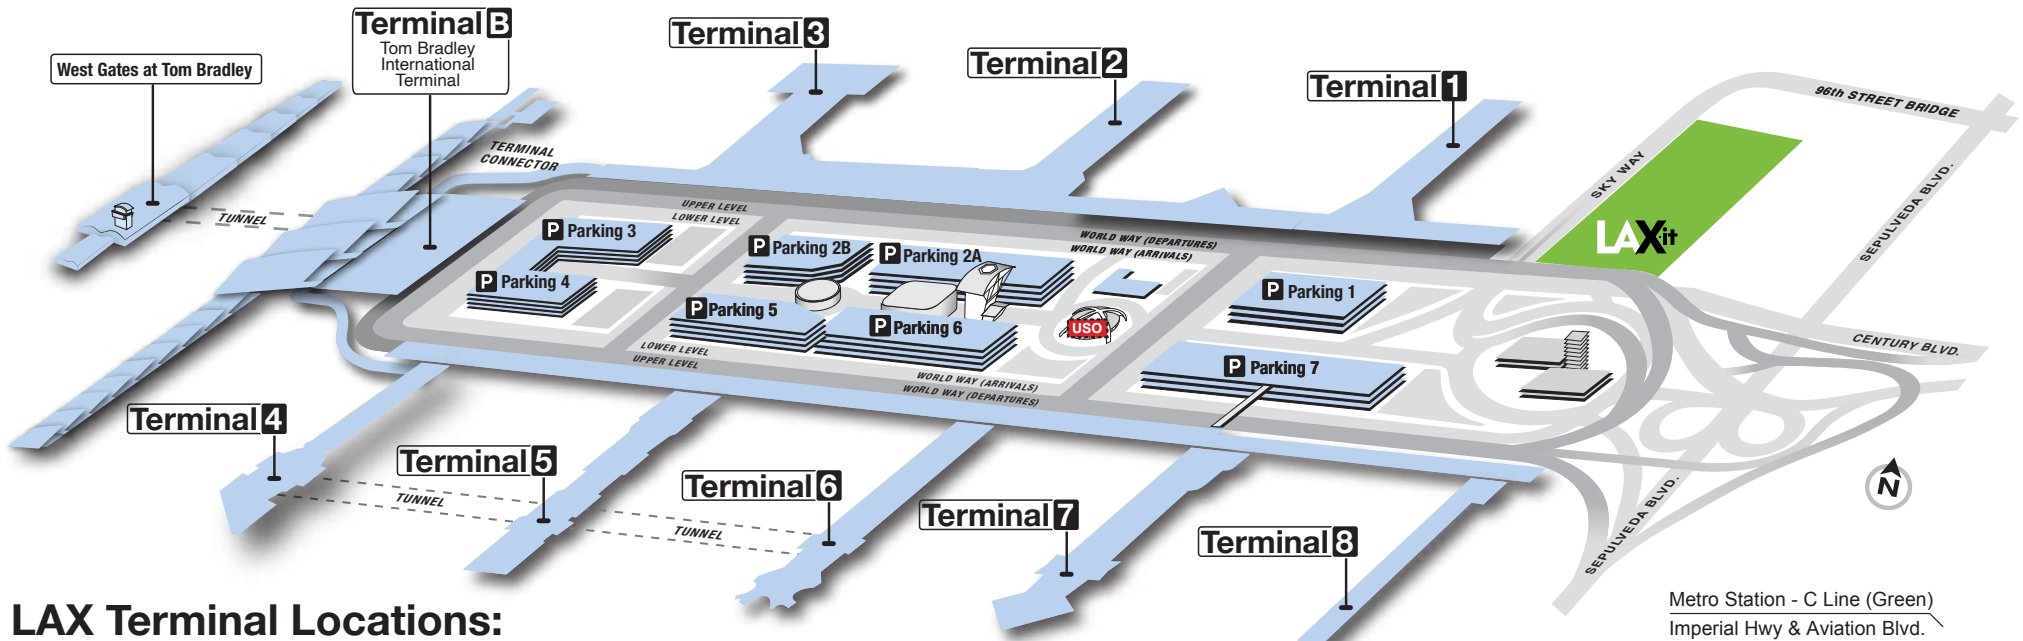 Terminal B
Tom Bradley
International
Terminal
Terminal 3
Terminal 2
Terminal 1
West Gates at Tom Bradley
96th STREET BRIDGE
TERMINAL
CONNECTOR
SKY WAY
SEPULVEDA BLVD.
TUNNEL
UPPER LEVEL
LOWER LEVEL
P Parking 3
P Parking 2B
P Parking 2A
WORLD WAY (DEPARTURES)
WORLD WAY (ARRIVALS)
LAX-it
P Parking 4
P Parking 5
P Parking 6
USO
P Parking 1
CENTURY BLVD.
LOWER LEVEL
UPPER LEVEL
WORLD WAY (ARRIVALS)
WORLD WAY (DEPARTURES)
P Parking 7
Terminal 4
Terminal 5
Terminal 6
Terminal 7
Terminal 8
TUNNEL
TUNNEL
SEPULVEDA BLVD.
N
LAX Terminal Locations:
Metro Station - C Line (Green)
Imperial Hwy & Aviation Blvd.